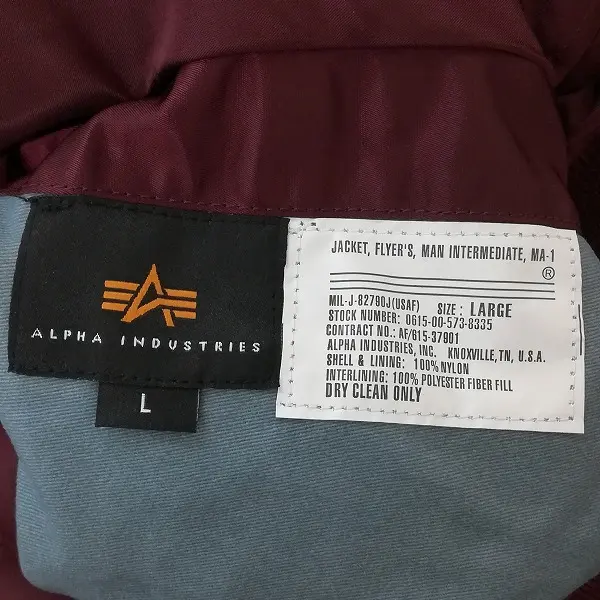 ALPHA INDUSTRIES
L
JACKET, FLYER'S, MAN INTERMEDIATE, MA-1
®
MIL-J-82790J(USAF) SIZE : LARGE
STOCK NUMBER: 0615-00-573-8335
CONTRACT NO.: AF/615-37901
ALPHA INDUSTRIES, INC. KNOXVILLE, TN, U.S.A.
SHELL & LINING: 100% NYLON
INTERLINING: 100% POLYESTER FIBER FILL
DRY CLEAN ONLY